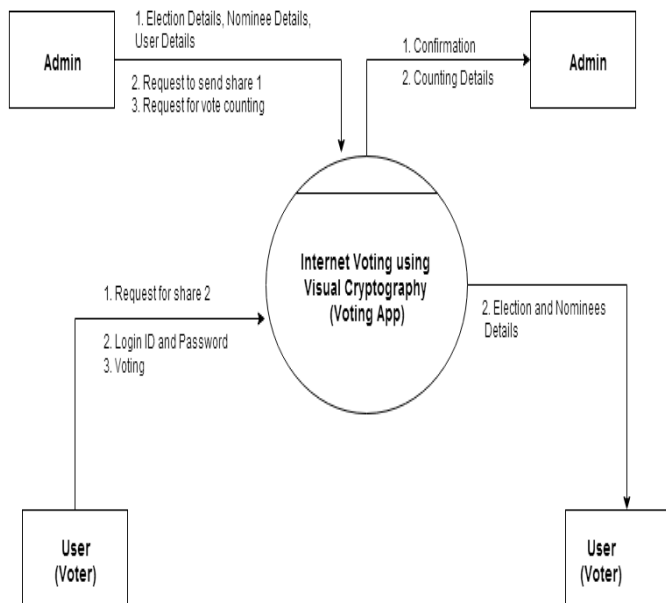 1. Election Details, Nominee Details,
User Details
Admin
2. Request to send share 1
3. Request for vote counting
1. Confirmation
2. Counting Details
Admin
Internet Voting using
Visual Cryptography
(Voting App)
1. Request for share 2
2. Login ID and Password
3. Voting
2. Election and Nominees
Details
User
(Voter)
User
(Voter)